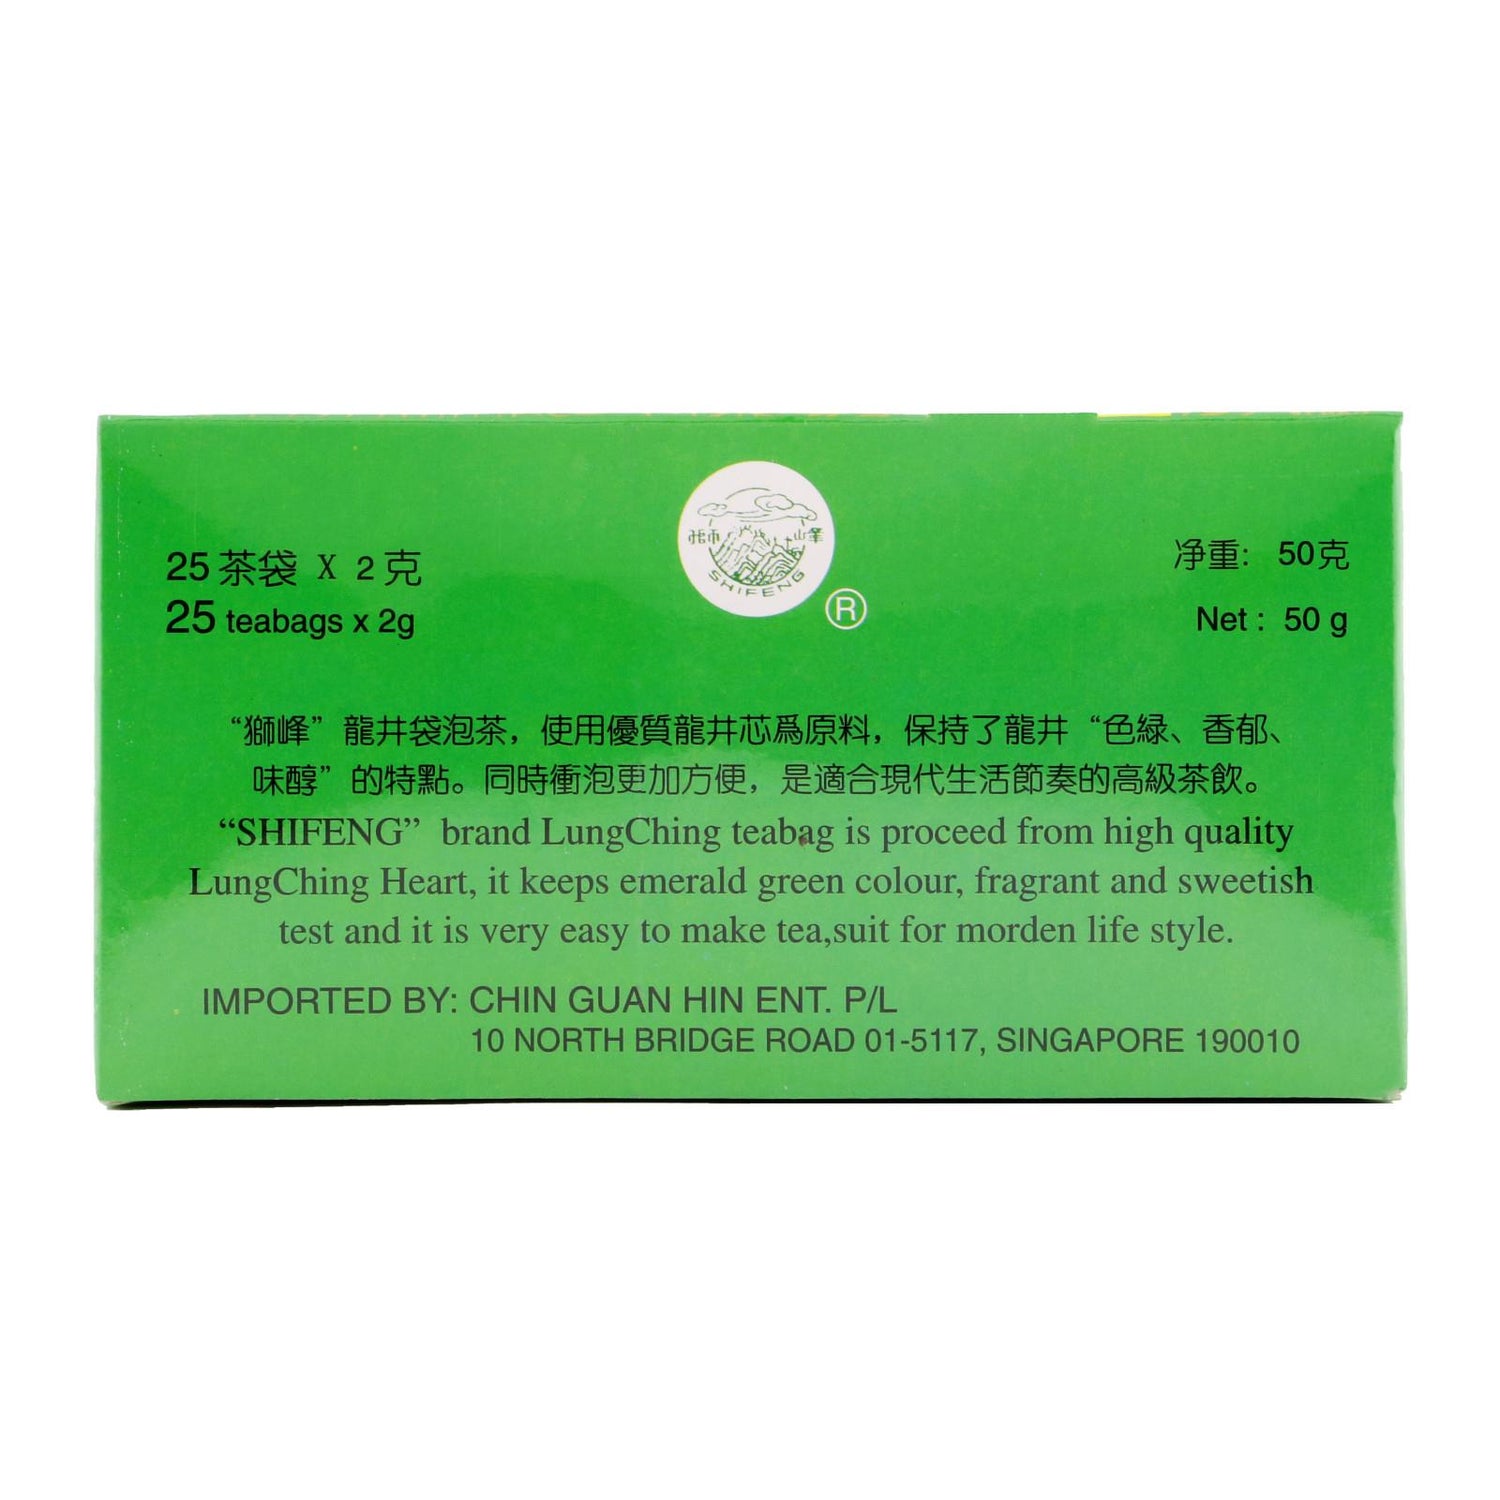 獅峰
SHIFENG
®
25 茶袋 X 2 克
25 teabags x 2g
净重: 50克
Net : 50 g
“獅峰” 龍井袋泡茶，使用優質龍井芯爲原料，保持了龍井“色緑、香郁、
味醇”的特點。同時衝泡更加方便，是適合現代生活節奏的高級茶飲。
“SHIFENG” brand LungChing teabag is proceed from high quality
LungChing Heart, it keeps emerald green colour, fragrant and sweetish
test and it is very easy to make tea,suit for morden life style.
IMPORTED BY: CHIN GUAN HIN ENT. P/L
10 NORTH BRIDGE ROAD 01-5117, SINGAPORE 190010